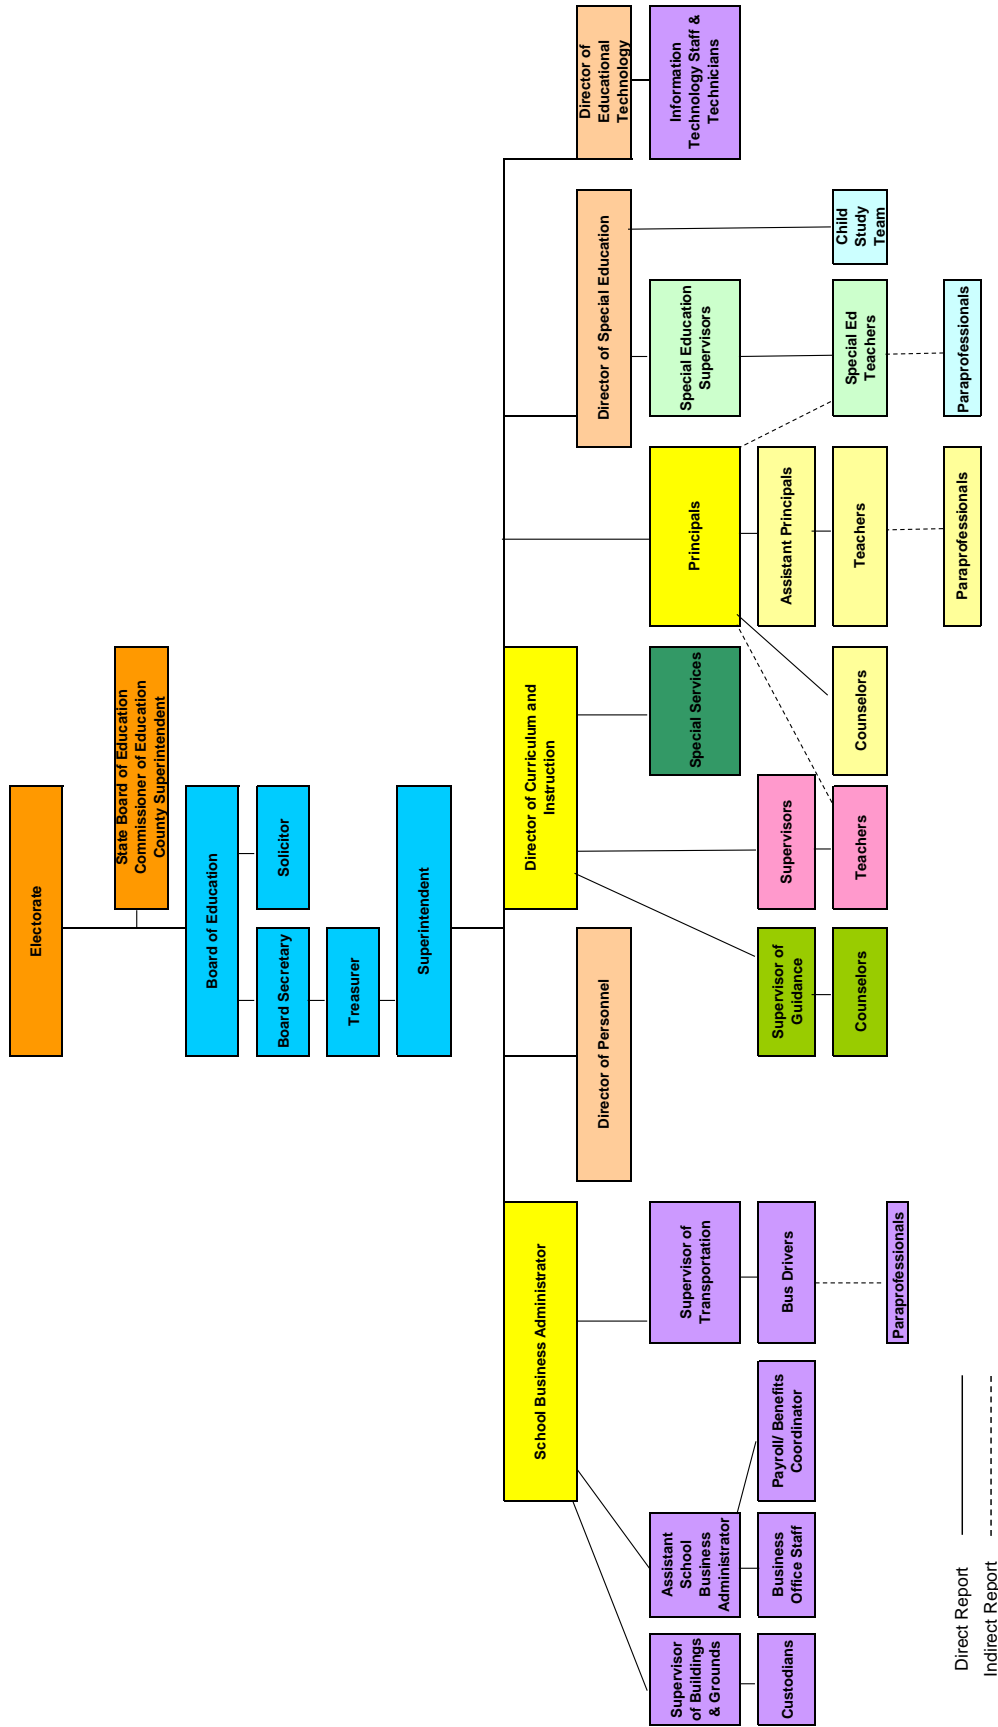 Electorate
State Board of Education
Commissioner of Education
County Superintendent
Board of Education
Board Secretary
Solicitor
Treasurer
Superintendent
School Business Administrator
Director of Personnel
Director of Curriculum and
Instruction
Director of Special Education
Director of
Educational
Technology
Supervisor
of Buildings
& Grounds
Assistant
School
Business
Administrator
Supervisor of
Transportation
Special Services
Principals
Special Education
Supervisors
Information
Technology Staff &
Technicians
Custodians
Business
Office Staff
Payroll/ Benefits
Coordinator
Bus Drivers
Supervisor of
Guidance
Supervisors
Assistant Principals
Counselors
Teachers
Counselors
Teachers
Special Ed
Teachers
Child
Study
Team
Paraprofessionals
Paraprofessionals
Paraprofessionals
Direct Report
Indirect Report